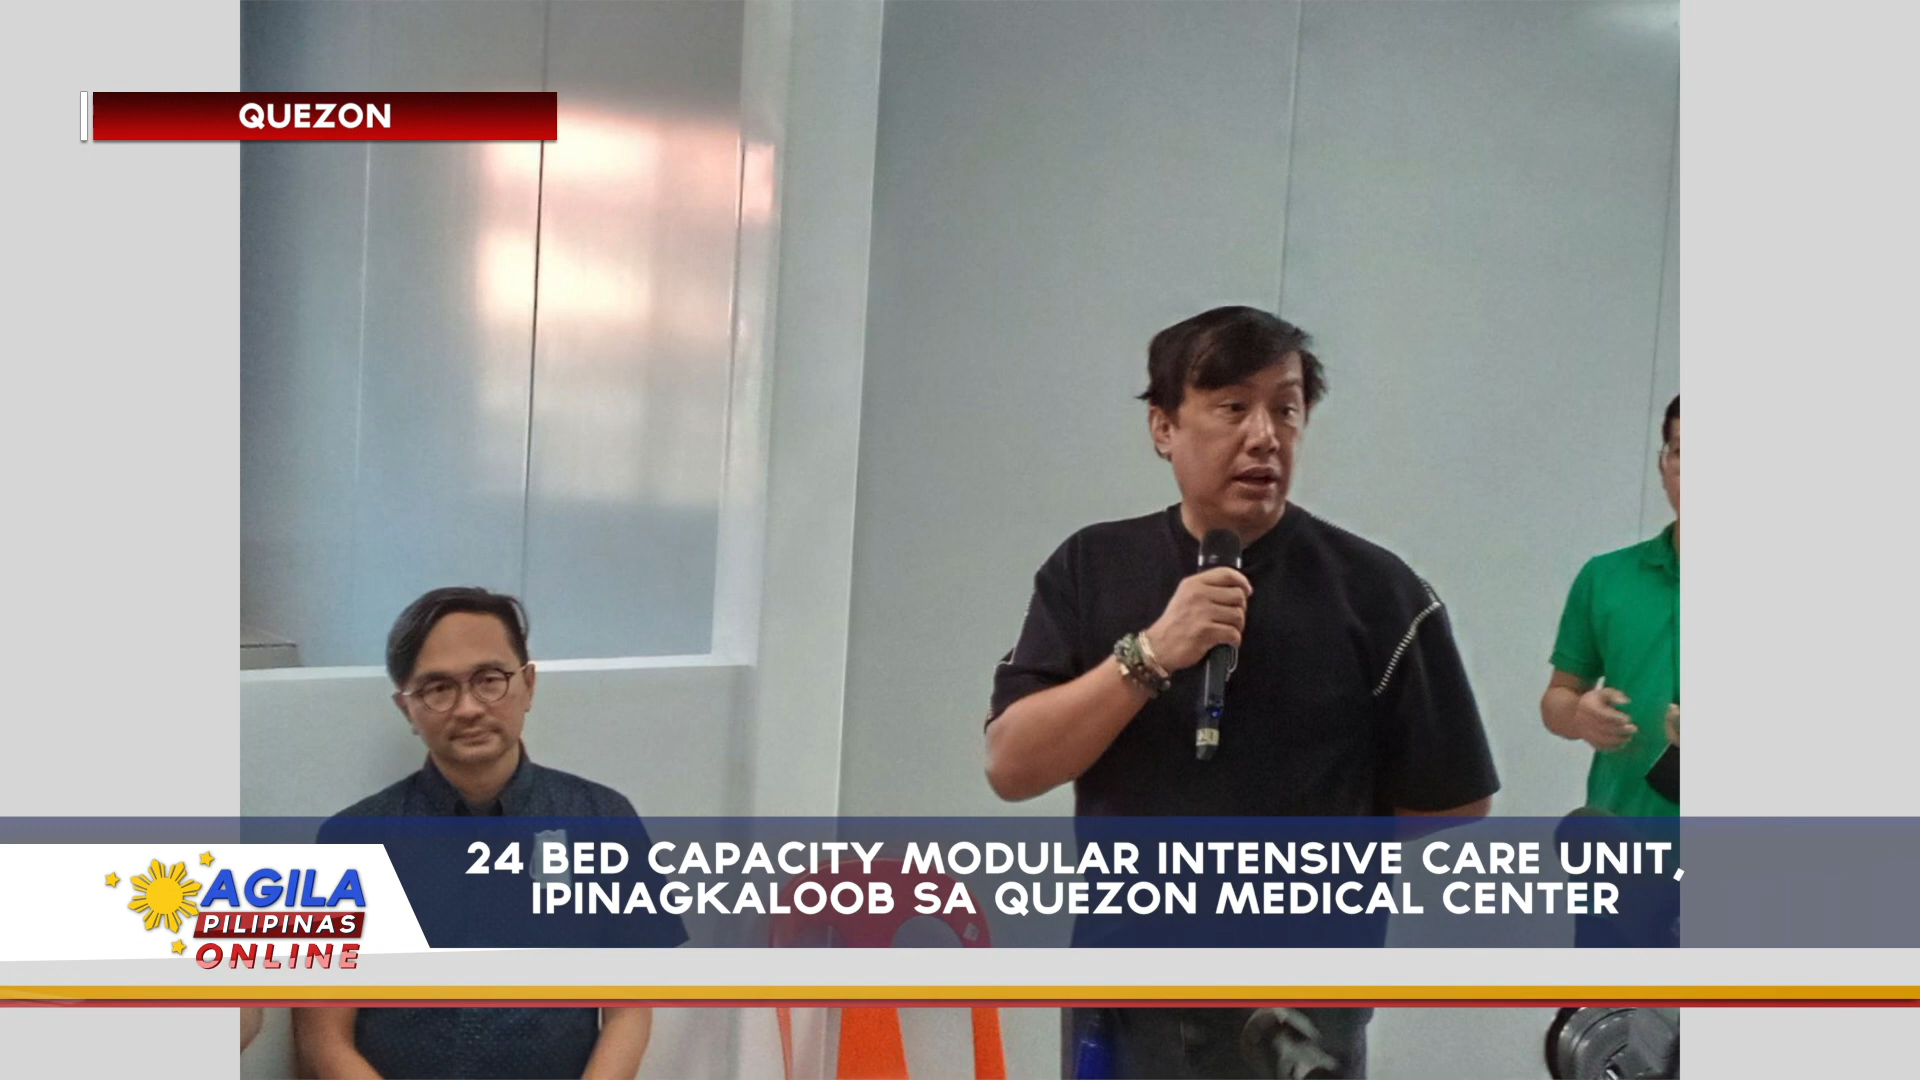 QUEZON
24 BED CAPACITY MODULAR INTENSIVE CARE UNIT,
IPINAGKALOOB SA QUEZON MEDICAL CENTER
AGILA
PILIPINAS
ONLINE